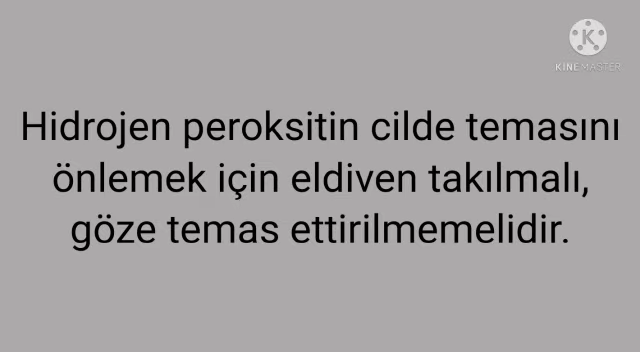 KINEMASTER
Hidrojen peroksitin cilde temasını
önlemek için eldiven takılmalı,
göze temas ettirilmemelidir.